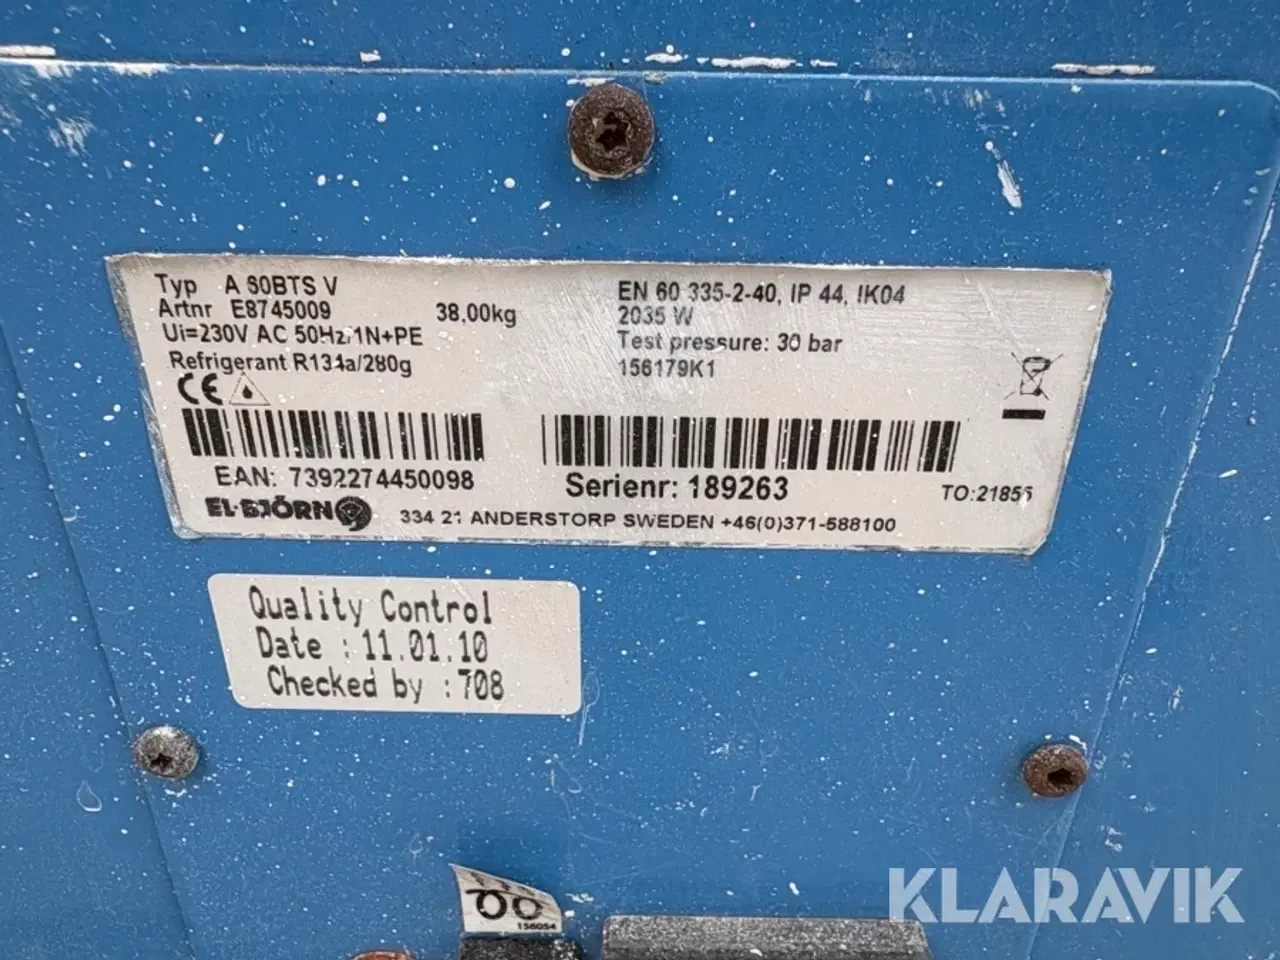 Typ A 60BTS V
Artnr E8745009 38,00kg
Ui=230V AC 50Hz/1N+PE
Refrigerant R134a/280g
EN 60 335-2-40, IP 44, IK04
2035 W
Test pressure: 30 bar
156179K1
CE
EAN: 7392274450098
Serienr: 189263
TO:21855
EL-BJÖRN
334 21 ANDERSTORP SWEDEN +46(0)371-588100
Quality Control
Date : 11.01.10
Checked by : 708
156054
KLARAVIK